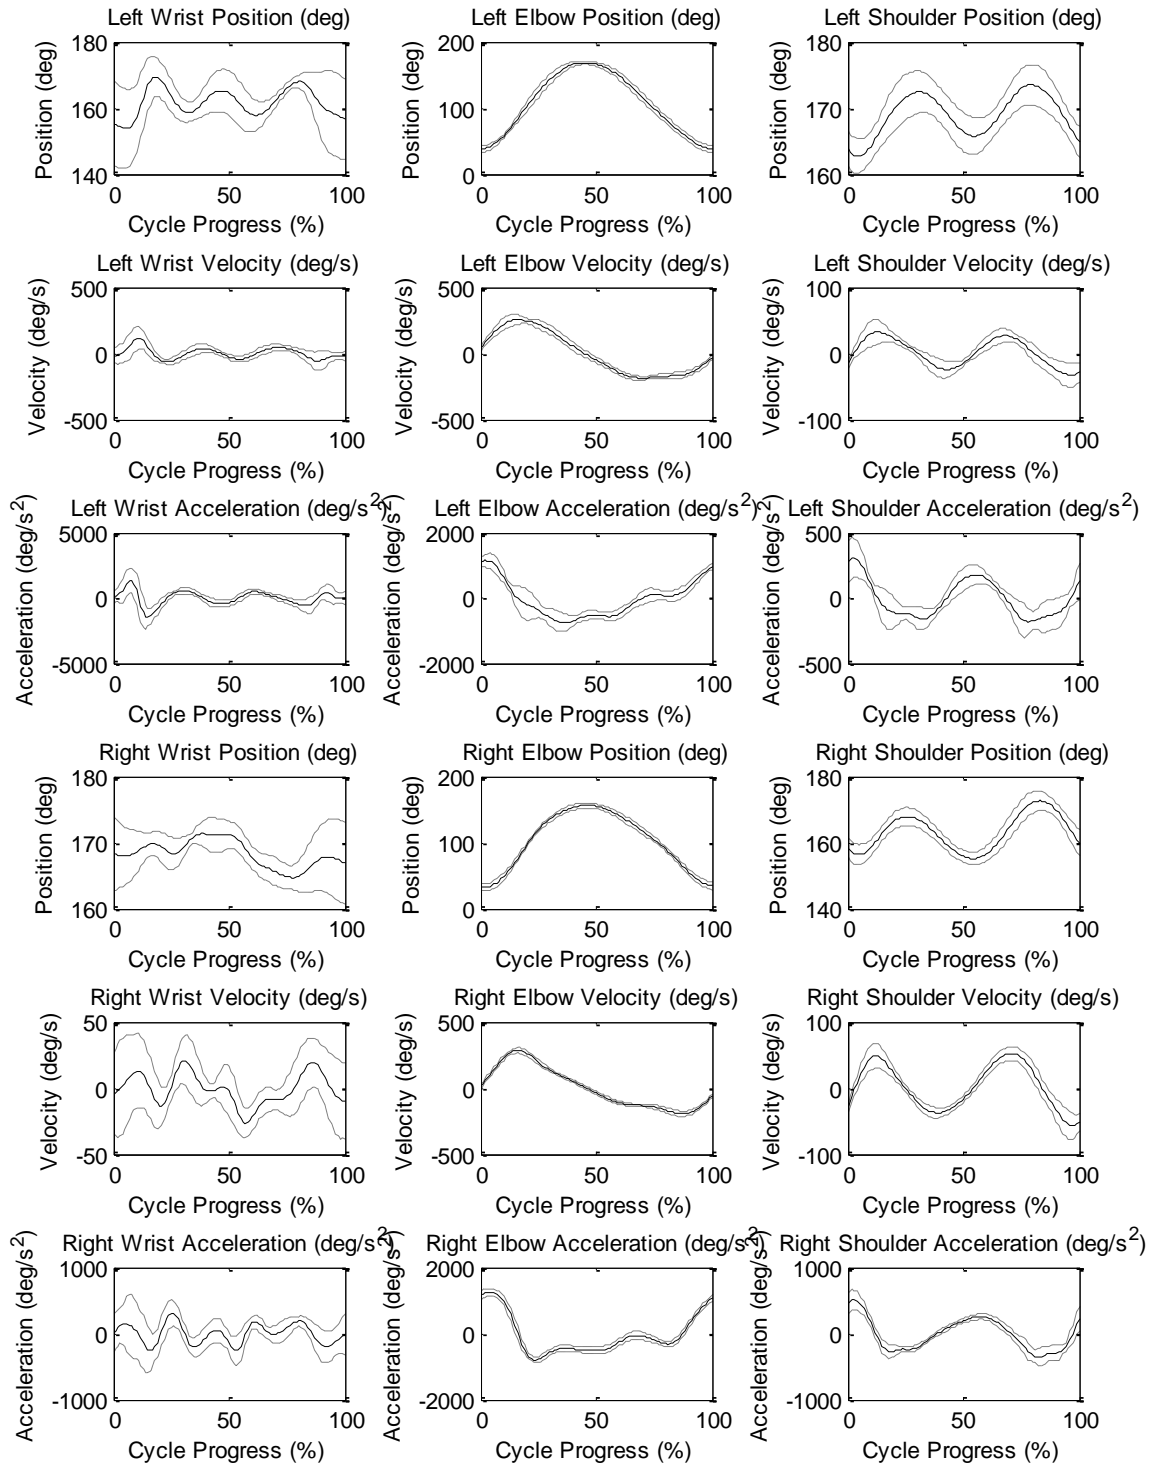 Left Wrist Position (deg)
Position (deg)
180
160
140
0 50 100
Cycle Progress (%)
Left Elbow Position (deg)
Position (deg)
200
100
0
0 50 100
Cycle Progress (%)
Left Shoulder Position (deg)
Position (deg)
180
170
160
0 50 100
Cycle Progress (%)
Left Wrist Velocity (deg/s)
Velocity (deg/s)
500
0
-500
0 50 100
Cycle Progress (%)
Left Elbow Velocity (deg/s)
Velocity (deg/s)
500
0
-500
0 50 100
Cycle Progress (%)
Left Shoulder Velocity (deg/s)
Velocity (deg/s)
100
0
-100
0 50 100
Cycle Progress (%)
Left Wrist Acceleration (deg/s²)
Acceleration (deg/s²)
5000
0
-5000
0 50 100
Cycle Progress (%)
Left Elbow Acceleration (deg/s²)
Acceleration (deg/s²)
2000
0
-2000
0 50 100
Cycle Progress (%)
Left Shoulder Acceleration (deg/s²)
Acceleration (deg/s²)
500
0
-500
0 50 100
Cycle Progress (%)
Right Wrist Position (deg)
Position (deg)
180
170
160
0 50 100
Cycle Progress (%)
Right Elbow Position (deg)
Position (deg)
200
100
0
0 50 100
Cycle Progress (%)
Right Shoulder Position (deg)
Position (deg)
180
160
140
0 50 100
Cycle Progress (%)
Right Wrist Velocity (deg/s)
Velocity (deg/s)
50
0
-50
0 50 100
Cycle Progress (%)
Right Elbow Velocity (deg/s)
Velocity (deg/s)
500
0
-500
0 50 100
Cycle Progress (%)
Right Shoulder Velocity (deg/s)
Velocity (deg/s)
100
0
-100
0 50 100
Cycle Progress (%)
Right Wrist Acceleration (deg/s²)
Acceleration (deg/s²)
1000
0
-1000
0 50 100
Cycle Progress (%)
Right Elbow Acceleration (deg/s²)
Acceleration (deg/s²)
2000
0
-2000
0 50 100
Cycle Progress (%)
Right Shoulder Acceleration (deg/s²)
Acceleration (deg/s²)
1000
0
-1000
0 50 100
Cycle Progress (%)